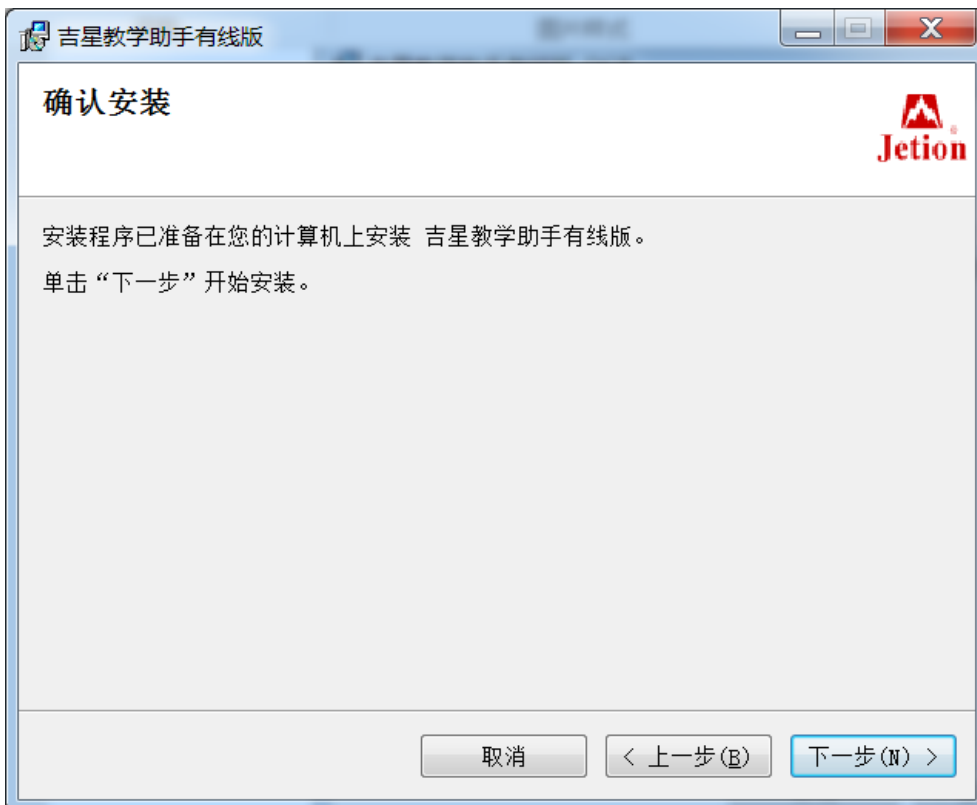 吉星教学助手有线版
确认安装
Jetion
安装程序已准备在您的计算机上安装 吉星教学助手有线版。
单击“下一步”开始安装。
取消
< 上一步(B)
下一步(N) >